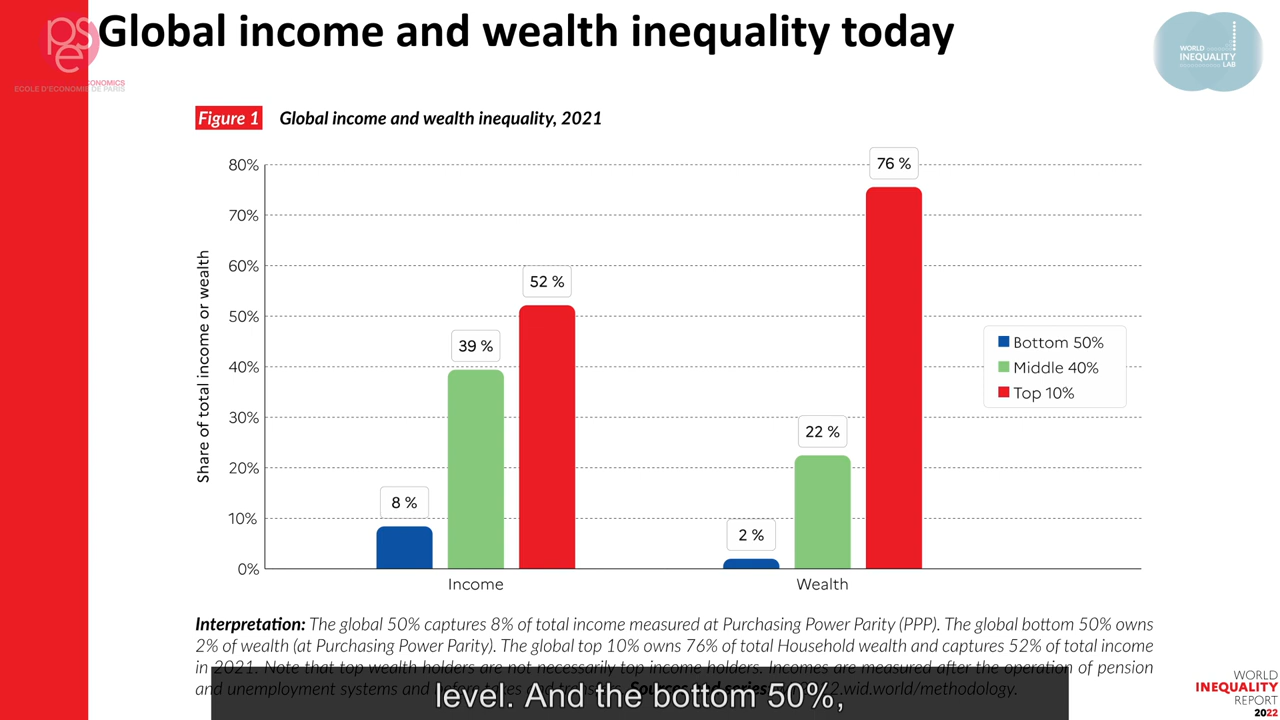 Global income and wealth inequality today
pse
ONOMICS
ECOLE D'ECONOMIE DE PARIS
WORLD
INEQUALITY
LAB
Figure 1 Global income and wealth inequality, 2021
Share of total income or wealth
80%
70%
60%
50%
40%
30%
20%
10%
0%
8 %
39 %
52 %
2 %
22 %
76 %
Income
Wealth
Bottom 50%
Middle 40%
Top 10%
Interpretation: The global 50% captures 8% of total income measured at Purchasing Power Parity (PPP). The global bottom 50% owns
2% of wealth (at Purchasing Power Parity). The global top 10% owns 76% of total Household wealth and captures 52% of total income
in 2021. Note that top wealth holders are not necessarily top income holders. Incomes are measured after the operation of pension
and unemployment systems and .wid.world/methodology.
level. And the bottom 50%,
WORLD
INEQUALITY
REPORT
2022